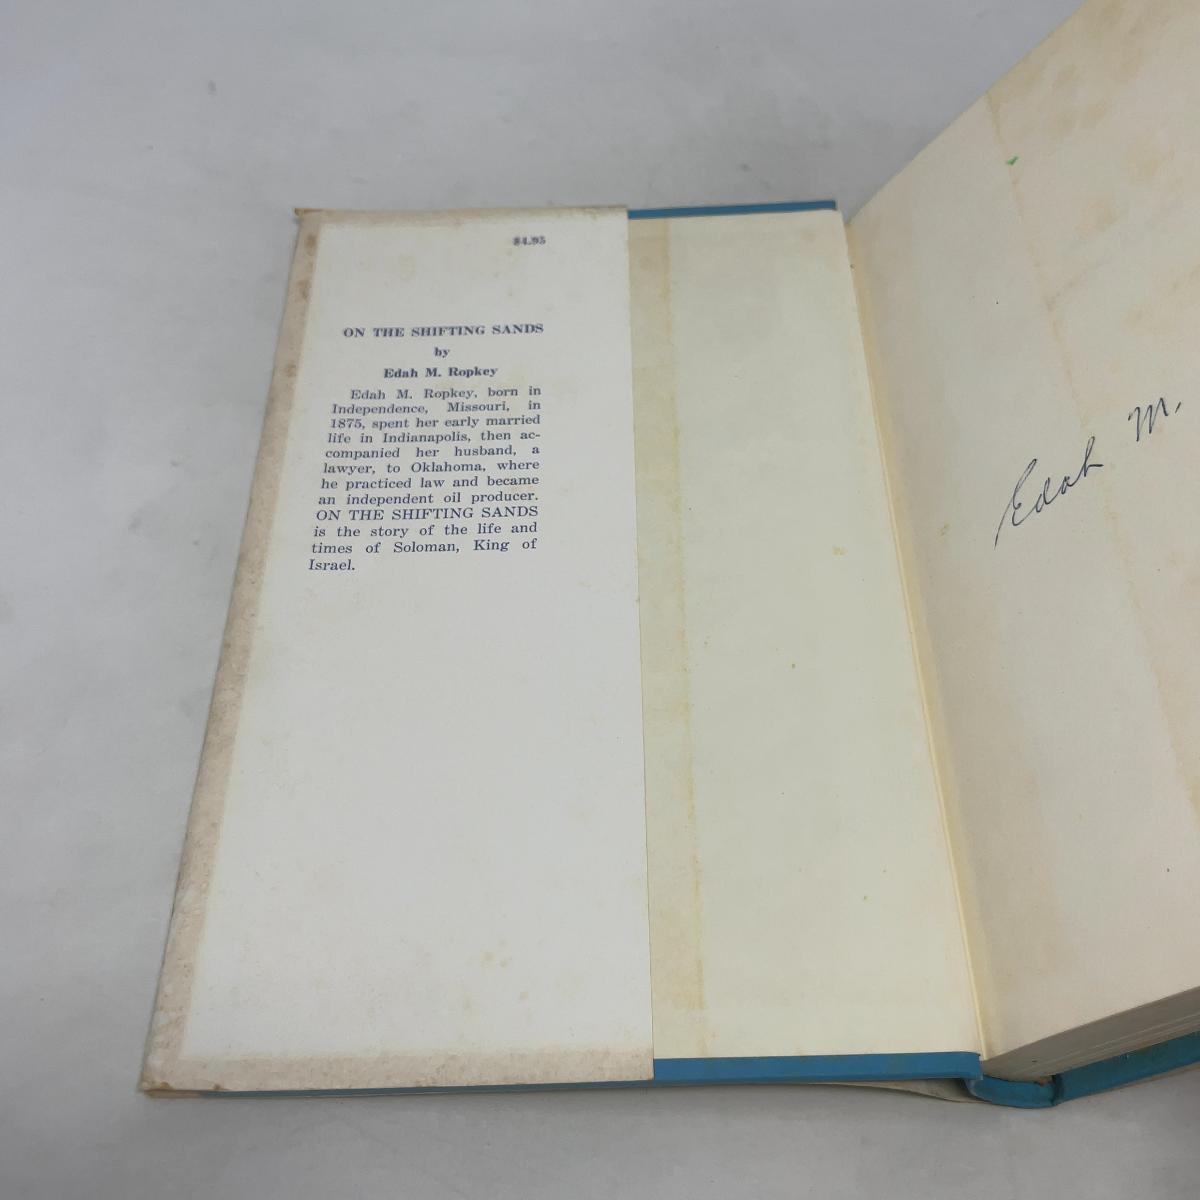 $4.95
ON THE SHIFTING SANDS
by
Edah M. Ropkey
Edah M. Ropkey, born in
Independence, Missouri, in
1875, spent her early married
life in Indianapolis, then ac-
companied her husband, a
lawyer, to Oklahoma, where
he practiced law and became
an independent oil producer.
ON THE SHIFTING SANDS
is the story of the life and
times of Soloman, King of
Israel.
Edah M.